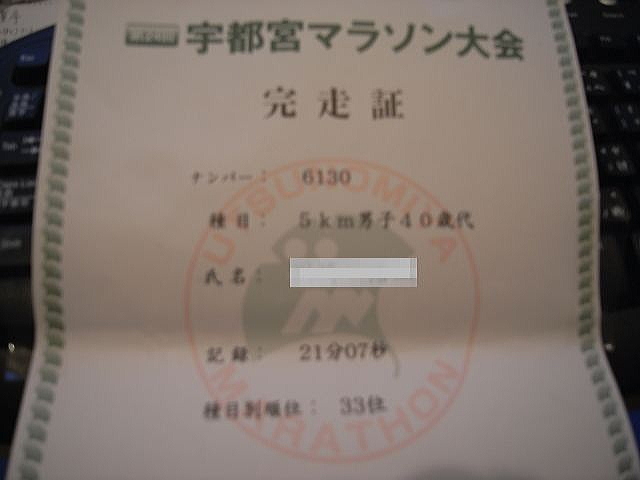 宇都宮マラソン大会
完走証
ナンバー： 6130
種目： 5km男子40歳代
氏名：
記録： 21分07秒
種目別順位： 33位
UTSUNOMIYA
MARATHON